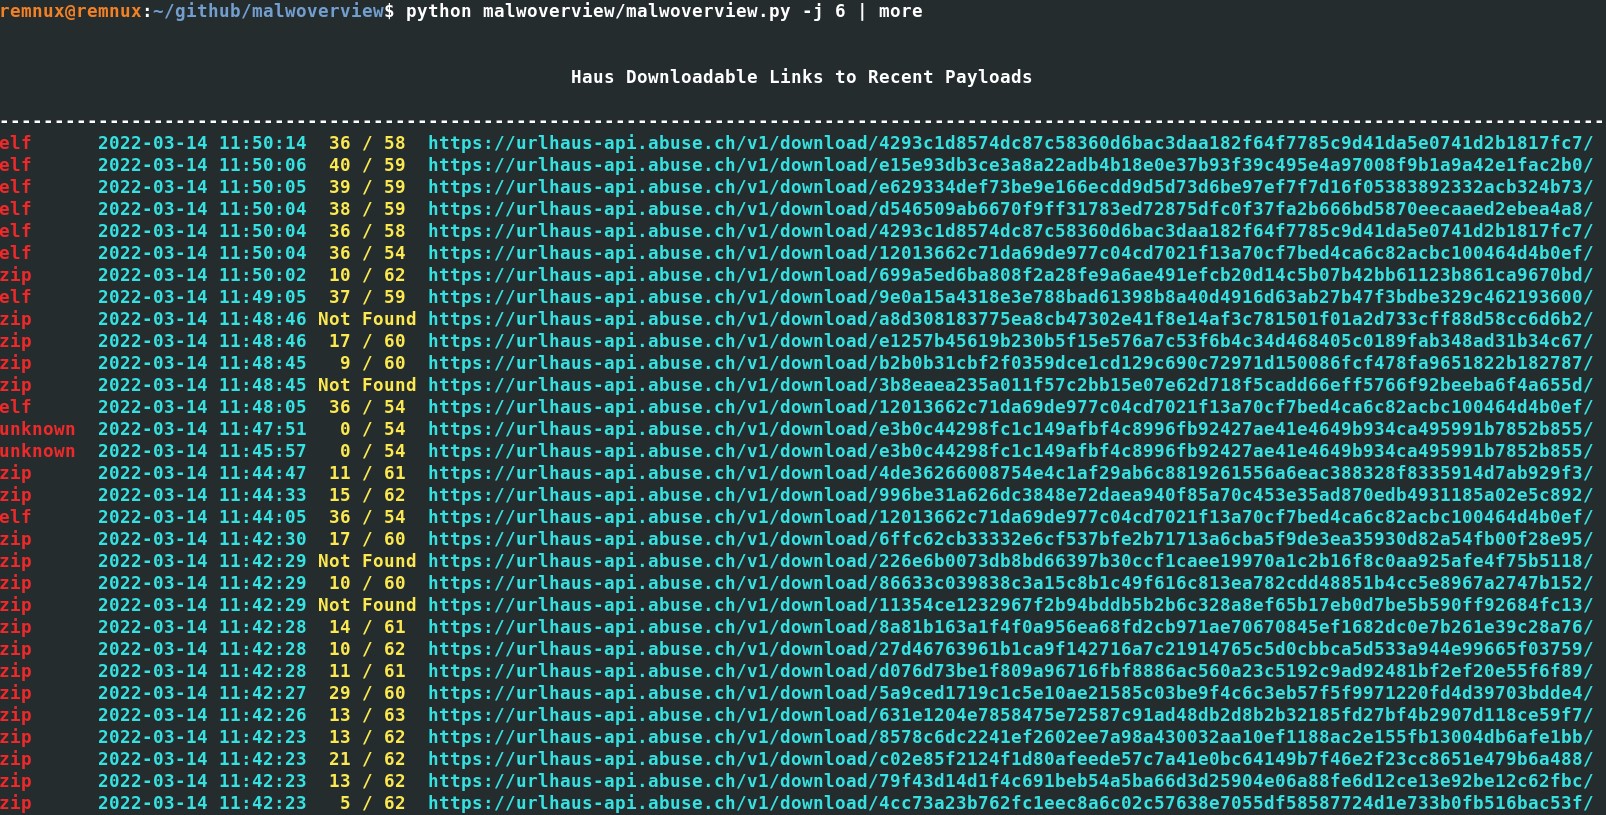 remnux@remnux:~/github/malwoverview$ python malwoverview/malwoverview.py -j 6 | more
Haus Downloadable Links to Recent Payloads
--------------------------------------------------------------------------------------------------------------------------------------------------
elf 2022-03-14 11:50:14 36 / 58 https://urlhaus-api.abuse.ch/v1/download/4293c1d8574dc87c58360d6bac3daa182f64f7785c9d41da5e0741d2b1817fc7/
elf 2022-03-14 11:50:06 40 / 59 https://urlhaus-api.abuse.ch/v1/download/e15e93db3ce3a8a22adb4b18e0e37b93f39c495e4a97008f9b1a9a42e1fac2b0/
elf 2022-03-14 11:50:05 39 / 59 https://urlhaus-api.abuse.ch/v1/download/e629334def73be9e166ecdd9d5d73d6be97ef7f7d16f05383892332acb324b73/
elf 2022-03-14 11:50:04 38 / 59 https://urlhaus-api.abuse.ch/v1/download/d546509ab6670f9ff31783ed72875dfc0f37fa2b666bd5870eecaaed2ebea4a8/
elf 2022-03-14 11:50:04 36 / 58 https://urlhaus-api.abuse.ch/v1/download/4293c1d8574dc87c58360d6bac3daa182f64f7785c9d41da5e0741d2b1817fc7/
elf 2022-03-14 11:50:04 36 / 54 https://urlhaus-api.abuse.ch/v1/download/12013662c71da69de977c04cd7021f13a70cf7bed4ca6c82acbc100464d4b0ef/
zip 2022-03-14 11:50:02 10 / 62 https://urlhaus-api.abuse.ch/v1/download/699a5ed6ba808f2a28fe9a6ae491efcb20d14c5b07b42bb61123b861ca9670bd/
elf 2022-03-14 11:49:05 37 / 59 https://urlhaus-api.abuse.ch/v1/download/9e0a15a4318e3e788bad61398b8a40d4916d63ab27b47f3bdbe329c462193600/
zip 2022-03-14 11:48:46 Not Found https://urlhaus-api.abuse.ch/v1/download/a8d308183775ea8cb47302e41f8e14af3c781501f01a2d733cff88d58cc6d6b2/
zip 2022-03-14 11:48:46 17 / 60 https://urlhaus-api.abuse.ch/v1/download/e1257b45619b230b5f15e576a7c53f6b4c34d468405c0189fab348ad31b34c67/
zip 2022-03-14 11:48:45 9 / 60 https://urlhaus-api.abuse.ch/v1/download/b2b0b31cbf2f0359dce1cd129c690c72971d150086fcf478fa9651822b182787/
zip 2022-03-14 11:48:45 Not Found https://urlhaus-api.abuse.ch/v1/download/3b8eaea235a011f57c2bb15e07e62d718f5cadd66eff5766f92beeba6f4a655d/
elf 2022-03-14 11:48:05 36 / 54 https://urlhaus-api.abuse.ch/v1/download/12013662c71da69de977c04cd7021f13a70cf7bed4ca6c82acbc100464d4b0ef/
unknown 2022-03-14 11:47:51 0 / 54 https://urlhaus-api.abuse.ch/v1/download/e3b0c44298fc1c149afbf4c8996fb92427ae41e4649b934ca495991b7852b855/
unknown 2022-03-14 11:45:57 0 / 54 https://urlhaus-api.abuse.ch/v1/download/e3b0c44298fc1c149afbf4c8996fb92427ae41e4649b934ca495991b7852b855/
zip 2022-03-14 11:44:47 11 / 61 https://urlhaus-api.abuse.ch/v1/download/4de36266008754e4c1af29ab6c8819261556a6eac388328f8335914d7ab929f3/
zip 2022-03-14 11:44:33 15 / 62 https://urlhaus-api.abuse.ch/v1/download/996be31a626dc3848e72daea940f85a70c453e35ad870edb4931185a02e5c892/
elf 2022-03-14 11:44:05 36 / 54 https://urlhaus-api.abuse.ch/v1/download/12013662c71da69de977c04cd7021f13a70cf7bed4ca6c82acbc100464d4b0ef/
zip 2022-03-14 11:42:30 17 / 60 https://urlhaus-api.abuse.ch/v1/download/6ffc62cb33332e6cf537bfe2b71713a6cba5f9de3ea35930d82a54fb00f28e95/
zip 2022-03-14 11:42:29 Not Found https://urlhaus-api.abuse.ch/v1/download/226e6b0073db8bd66397b30ccf1caee19970a1c2b16f8c0aa925afe4f75b5118/
zip 2022-03-14 11:42:29 10 / 60 https://urlhaus-api.abuse.ch/v1/download/86633c039838c3a15c8b1c49f616c813ea782cdd48851b4cc5e8967a2747b152/
zip 2022-03-14 11:42:29 Not Found https://urlhaus-api.abuse.ch/v1/download/11354ce1232967f2b94bddb5b2b6c328a8ef65b17eb0d7be5b590ff92684fc13/
zip 2022-03-14 11:42:28 14 / 61 https://urlhaus-api.abuse.ch/v1/download/8a81b163a1f4f0a956ea68fd2cb971ae70670845ef1682dc0e7b261e39c28a76/
zip 2022-03-14 11:42:28 10 / 62 https://urlhaus-api.abuse.ch/v1/download/27d46763961b1ca9f142716a7c21914765c5d0cbbca5d533a944e99665f03759/
zip 2022-03-14 11:42:28 11 / 61 https://urlhaus-api.abuse.ch/v1/download/d076d73be1f809a96716fbf8886ac560a23c5192c9ad92481bf2ef20e55f6f89/
zip 2022-03-14 11:42:27 29 / 60 https://urlhaus-api.abuse.ch/v1/download/5a9ced1719c1c5e10ae21585c03be9f4c6c3eb57f5f9971220fd4d39703bdde4/
zip 2022-03-14 11:42:26 13 / 63 https://urlhaus-api.abuse.ch/v1/download/631e1204e7858475e72587c91ad48db2d8b2b32185fd27bf4b2907d118ce59f7/
zip 2022-03-14 11:42:23 13 / 62 https://urlhaus-api.abuse.ch/v1/download/8578c6dc2241ef2602ee7a98a430032aa10ef1188ac2e155fb13004db6afe1bb/
zip 2022-03-14 11:42:23 21 / 62 https://urlhaus-api.abuse.ch/v1/download/c02e85f2124f1d80afeede57c7a41e0bc64149b7f46e2f23cc8651e479b6a488/
zip 2022-03-14 11:42:23 13 / 62 https://urlhaus-api.abuse.ch/v1/download/79f43d14d1f4c691beb54a5ba66d3d25904e06a88fe6d12ce13e92be12c62fbc/
zip 2022-03-14 11:42:23 5 / 62 https://urlhaus-api.abuse.ch/v1/download/4cc73a23b762fc1eec8a6c02c57638e7055df58587724d1e733b0fb516bac53f/